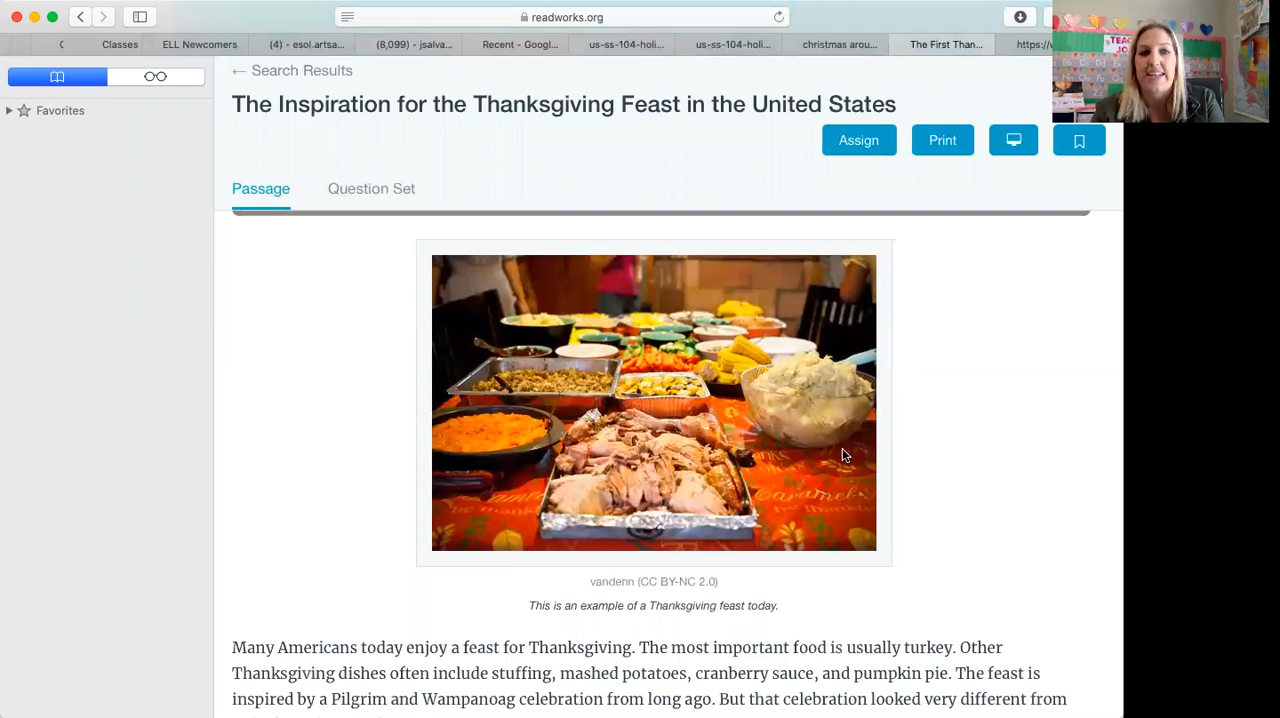 readworks.org
Classes
ELL Newcomers
(4) - esol.artsa...
(8,099) - jsalva...
Recent - Googl...
us-ss-104-holi...
us-ss-104-holi...
christmas arou...
The First Than...
Favorites
← Search Results
The Inspiration for the Thanksgiving Feast in the United States
Assign
Print
Passage
Question Set
vandenn (CC BY-NC 2.0)
This is an example of a Thanksgiving feast today.
Many Americans today enjoy a feast for Thanksgiving. The most important food is usually turkey. Other
Thanksgiving dishes often include stuffing, mashed potatoes, cranberry sauce, and pumpkin pie. The feast is
inspired by a Pilgrim and Wampanoag celebration from long ago. But that celebration looked very different from